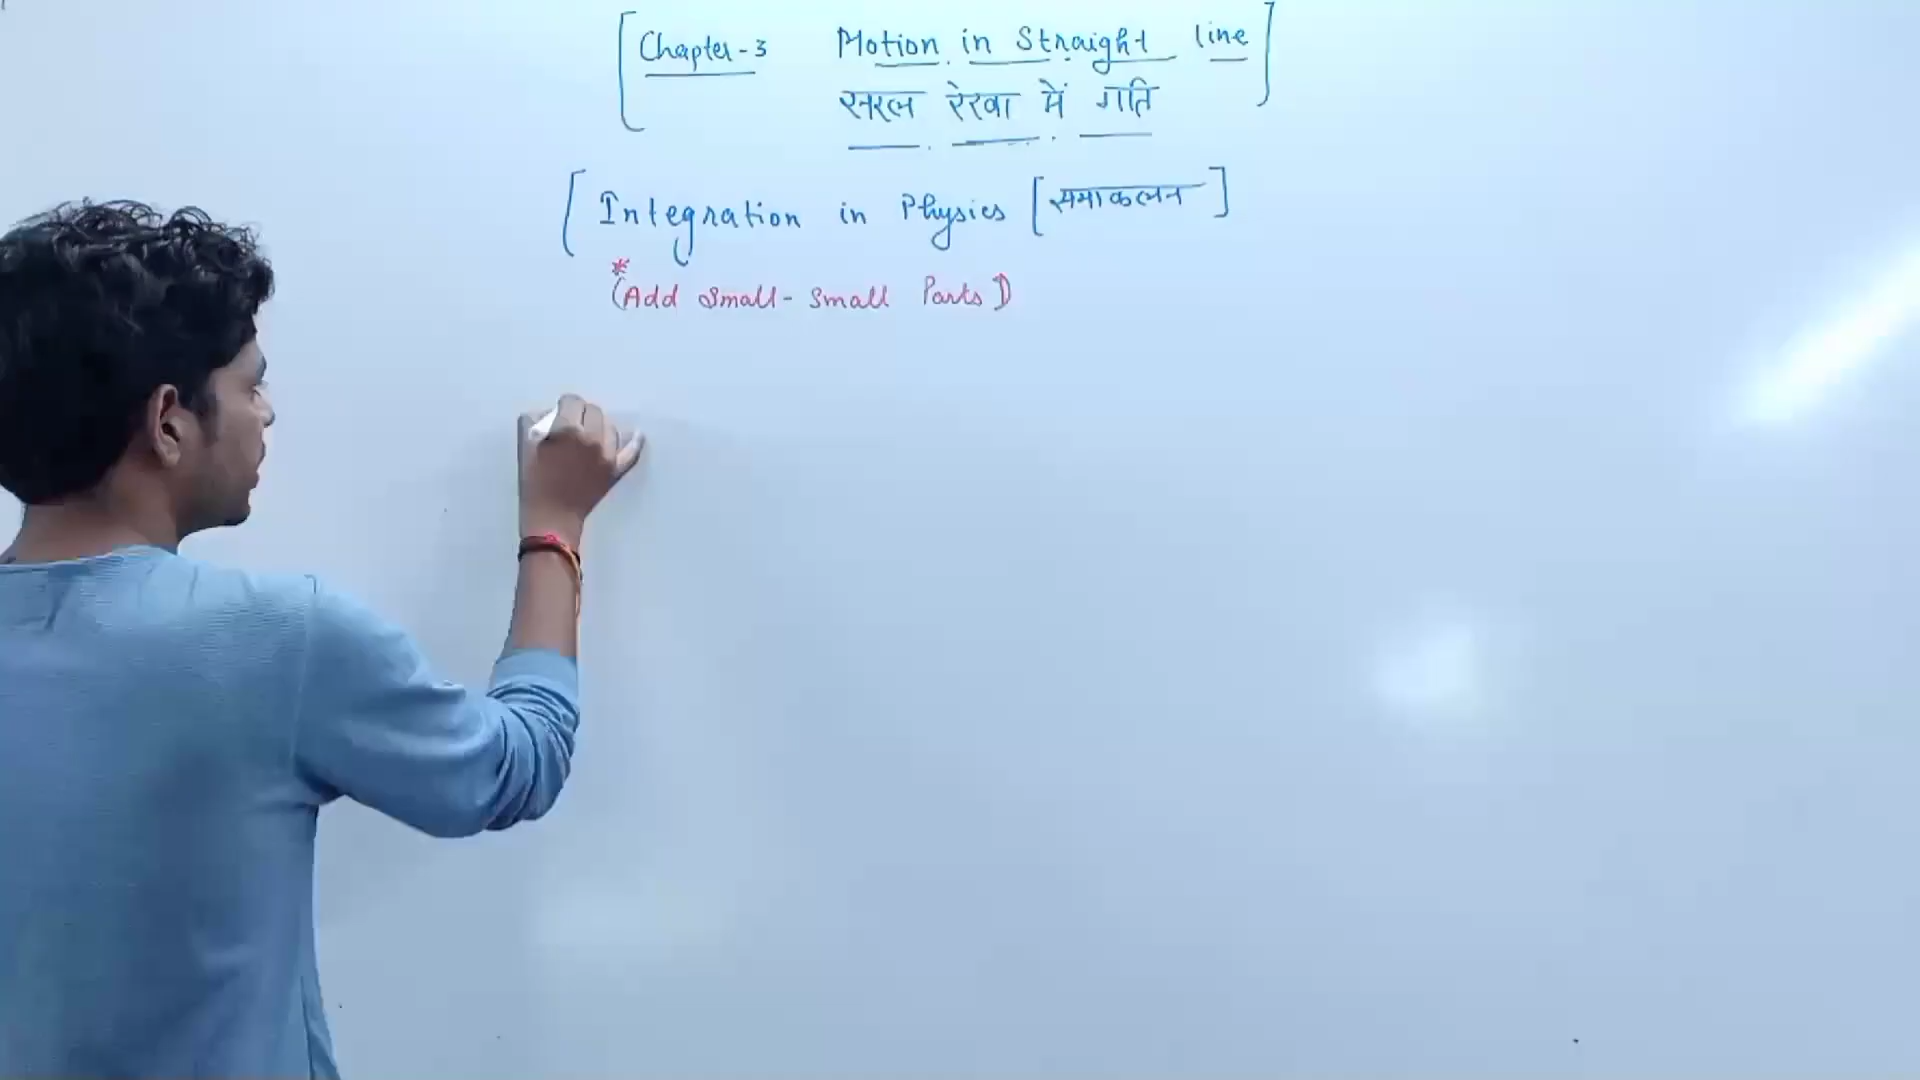 [Chapter-3 Motion in Straight line]
सरल रेखा में गति
[Integration in Physics [समाकलन]
*
(Add small-small Parts)